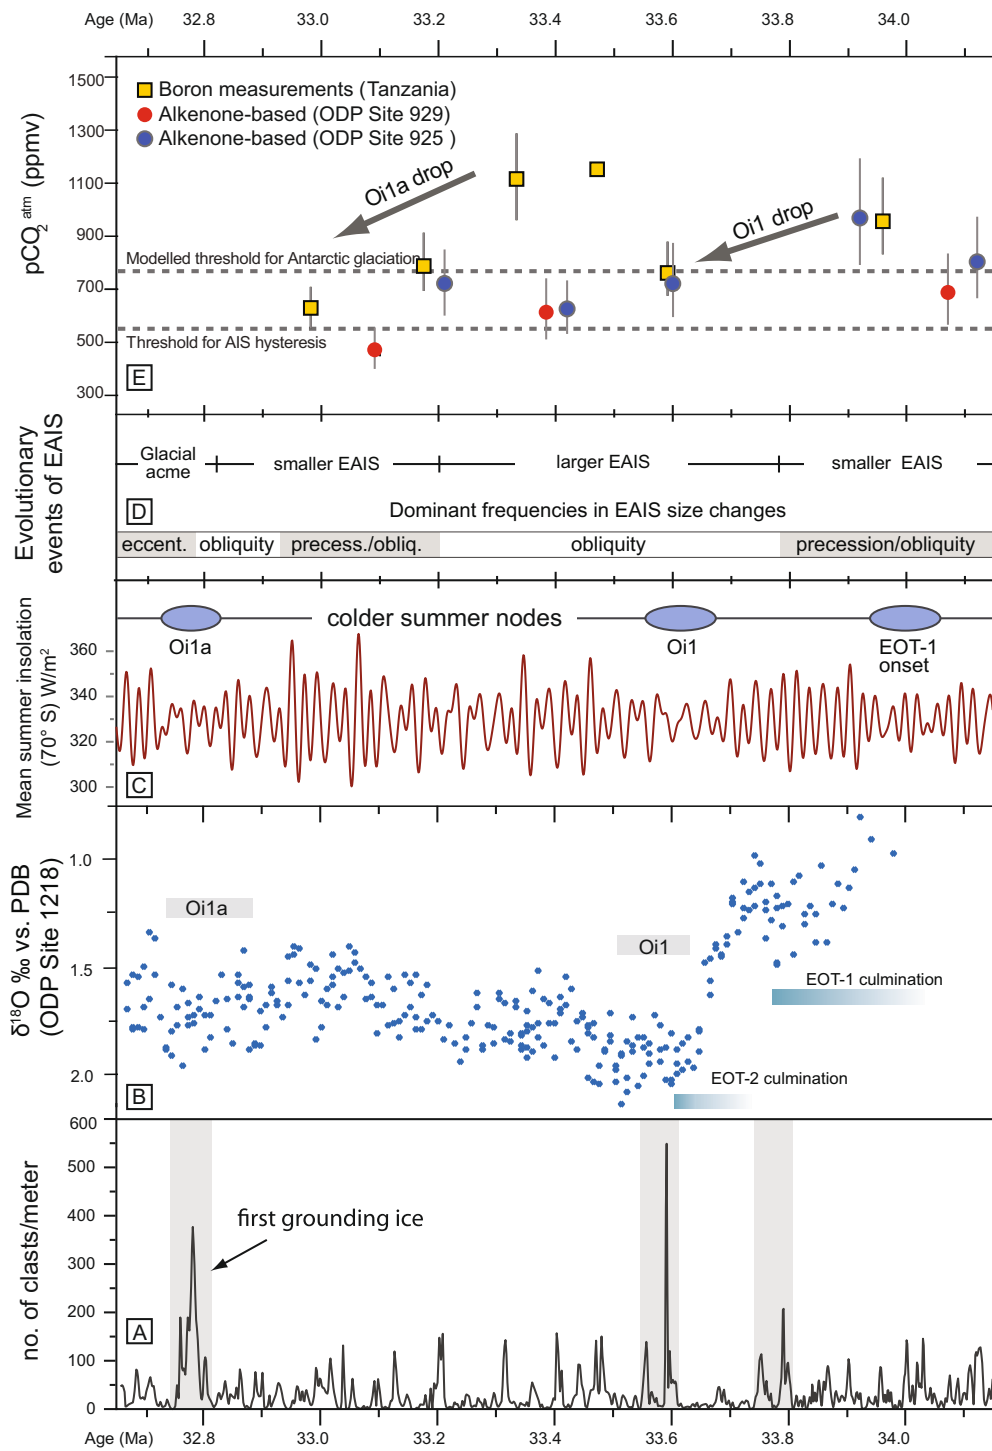 Age (Ma) 32.8 33.0 33.2 33.4 33.6 33.8 34.0
pCO2 atm (ppmv)
1500
1300
1100
900
700
500
300
Boron measurements (Tanzania)
Alkenone-based (ODP Site 929)
Alkenone-based (ODP Site 925 )
Oi1a drop
Oi1 drop
Modelled threshold for Antarctic glaciation
Threshold for AIS hysteresis
E
Evolutionary
events of EAIS
Glacial
acme
smaller EAIS
larger EAIS
smaller EAIS
D
Dominant frequencies in EAIS size changes
eccent. obliquity precess./obliq. obliquity precession/obliquity
Mean summer insolation
(70° S) W/m²
360
340
320
300
colder summer nodes
Oi1a
Oi1
EOT-1
onset
C
δ¹⁸O ‰ vs. PDB
(ODP Site 1218)
1.0
1.5
2.0
Oi1a
Oi1
EOT-1 culmination
EOT-2 culmination
B
no. of clasts/meter
600
500
400
300
200
100
0
first grounding ice
A
Age (Ma) 32.8 33.0 33.2 33.4 33.6 33.8 34.0